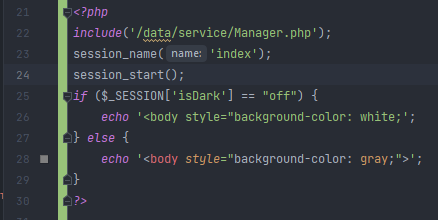 21 <?php
22 include('/data/service/Manager.php');
23 session_name( name: 'index');
24 session_start();
25 if ($_SESSION['isDark'] == "off") {
26 echo '<body style="background-color: white;';
27 } else {
28 echo '<body style="background-color: gray;">';
29 }
30 ?>